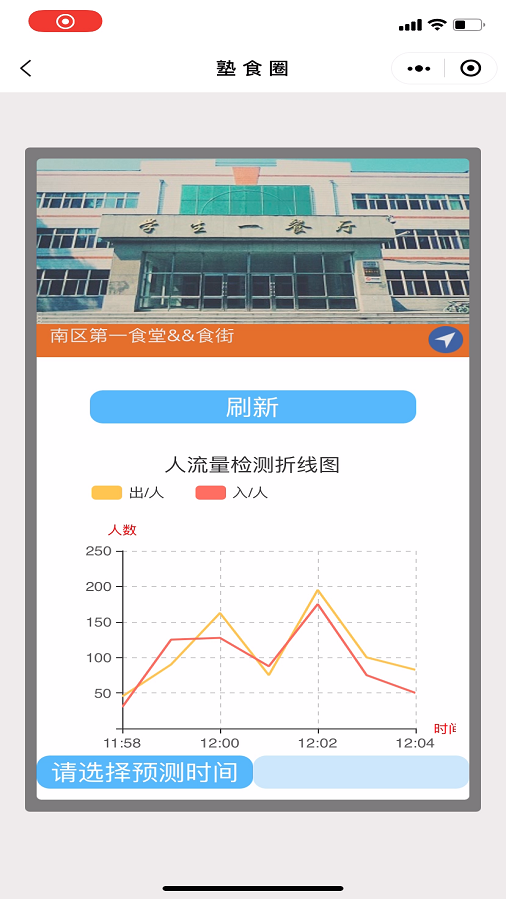 塾食圈
学生一餐厅
南区第一食堂&&食街
刷新
人流量检测折线图
出/人 入/人
人数
250
200
150
100
50
时间
11:58 12:00 12:02 12:04
请选择预测时间